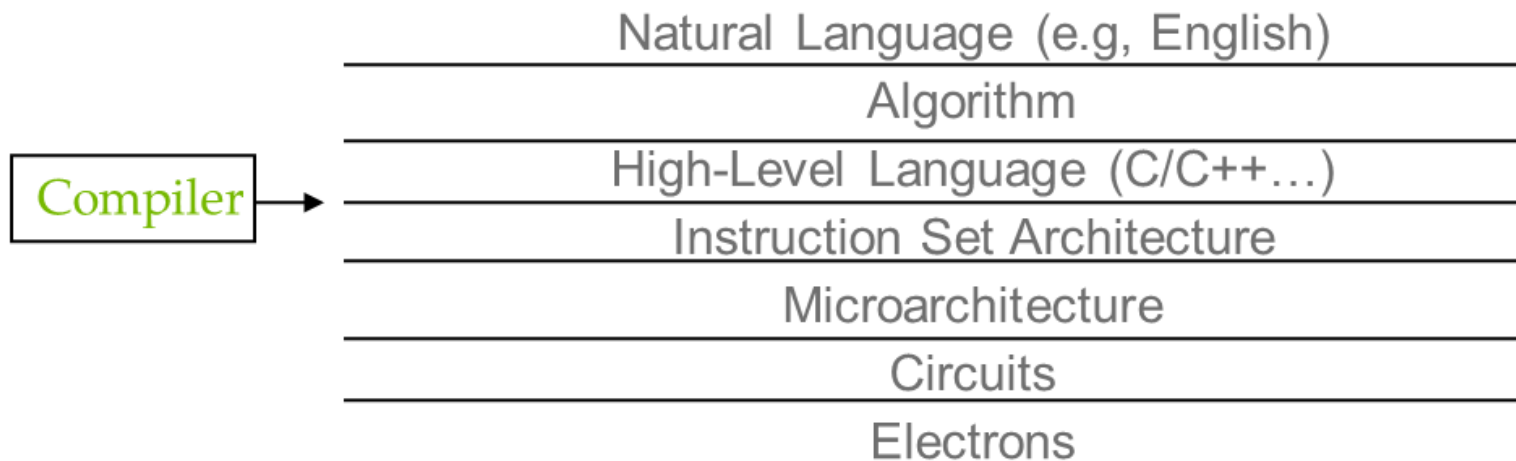 Natural Language (e.g, English)
Algorithm
High-Level Language (C/C++…)
Compiler
Instruction Set Architecture
Microarchitecture
Circuits
Electrons